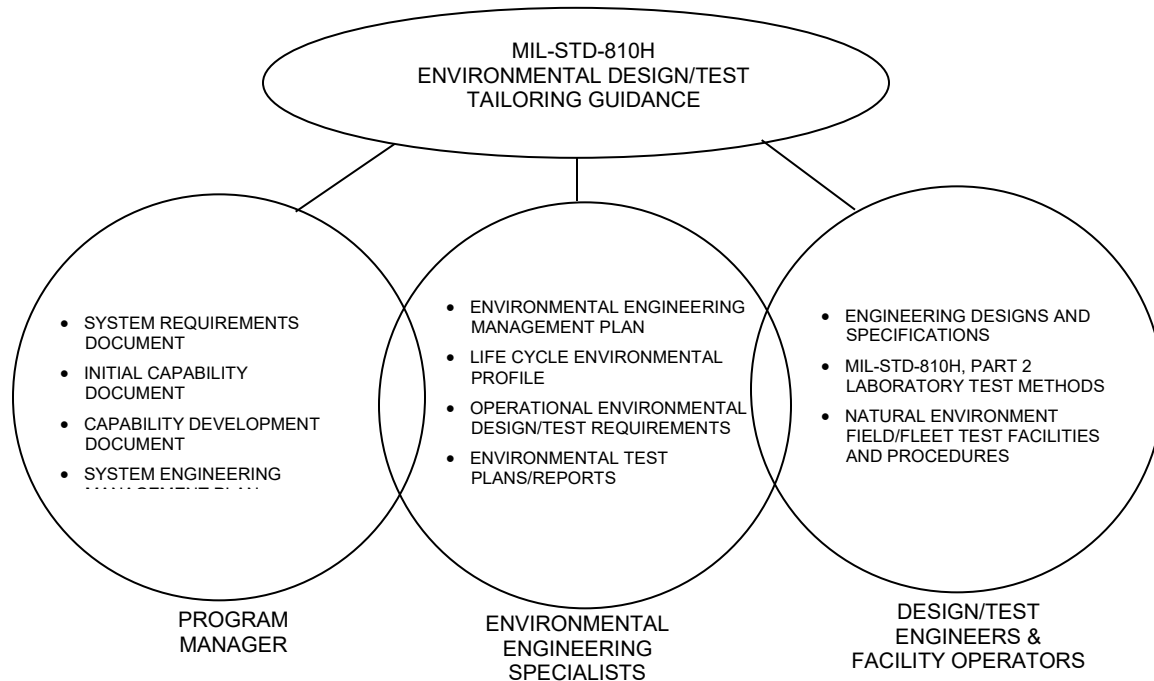 MIL-STD-810H
ENVIRONMENTAL DESIGN/TEST
TAILORING GUIDANCE
• SYSTEM REQUIREMENTS
DOCUMENT
• INITIAL CAPABILITY
DOCUMENT
• CAPABILITY DEVELOPMENT
DOCUMENT
• SYSTEM ENGINEERING
MANAGEMENT PLAN
PROGRAM
MANAGER
• ENVIRONMENTAL ENGINEERING
MANAGEMENT PLAN
• LIFE CYCLE ENVIRONMENTAL
PROFILE
• OPERATIONAL ENVIRONMENTAL
DESIGN/TEST REQUIREMENTS
• ENVIRONMENTAL TEST
PLANS/REPORTS
ENVIRONMENTAL
ENGINEERING
SPECIALISTS
• ENGINEERING DESIGNS AND
SPECIFICATIONS
• MIL-STD-810H, PART 2
LABORATORY TEST METHODS
• NATURAL ENVIRONMENT
FIELD/FLEET TEST FACILITIES
AND PROCEDURES
DESIGN/TEST
ENGINEERS &
FACILITY OPERATORS